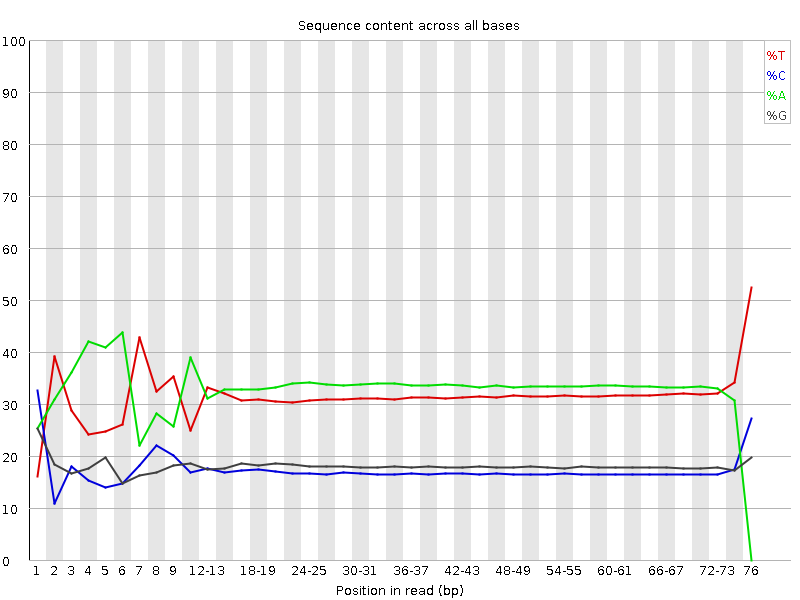 Sequence content across all bases
100
90
80
70
60
50
40
30
20
10
0
%T
%C
%A
%G
1 2 3 4 5 6 7 8 9 12-13 18-19 24-25 30-31 36-37 42-43 48-49 54-55 60-61 66-67 72-73 76
Position in read (bp)